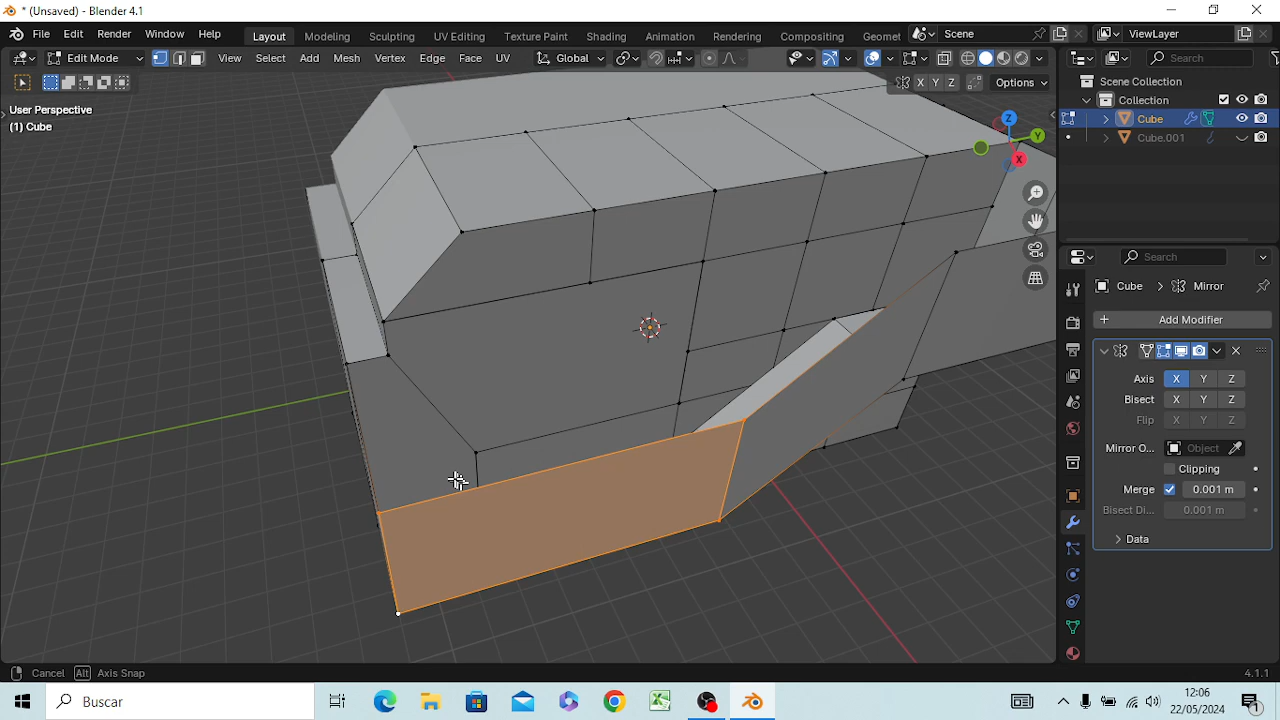 * (Unsaved) - Blender 4.1
File Edit Render Window Help Layout Modeling Sculpting UV Editing Texture Paint Shading Animation Rendering Compositing Geomet Scene ViewLayer
Edit Mode View Select Add Mesh Vertex Edge Face UV Global Search
X Y Z Options
User Perspective
(1) Cube
Scene Collection
Collection
Cube
Cube.001
Z
Y
X
Search
Cube Mirror
+ Add Modifier
Axis X Y Z
Bisect X Y Z
Flip X Y Z
Mirror O... Object
Clipping
Merge 0.001 m
Bisect Di... 0.001 m
Data
Cancel Alt Axis Snap 4.1.1
Buscar
12:06
22/05/2024
1